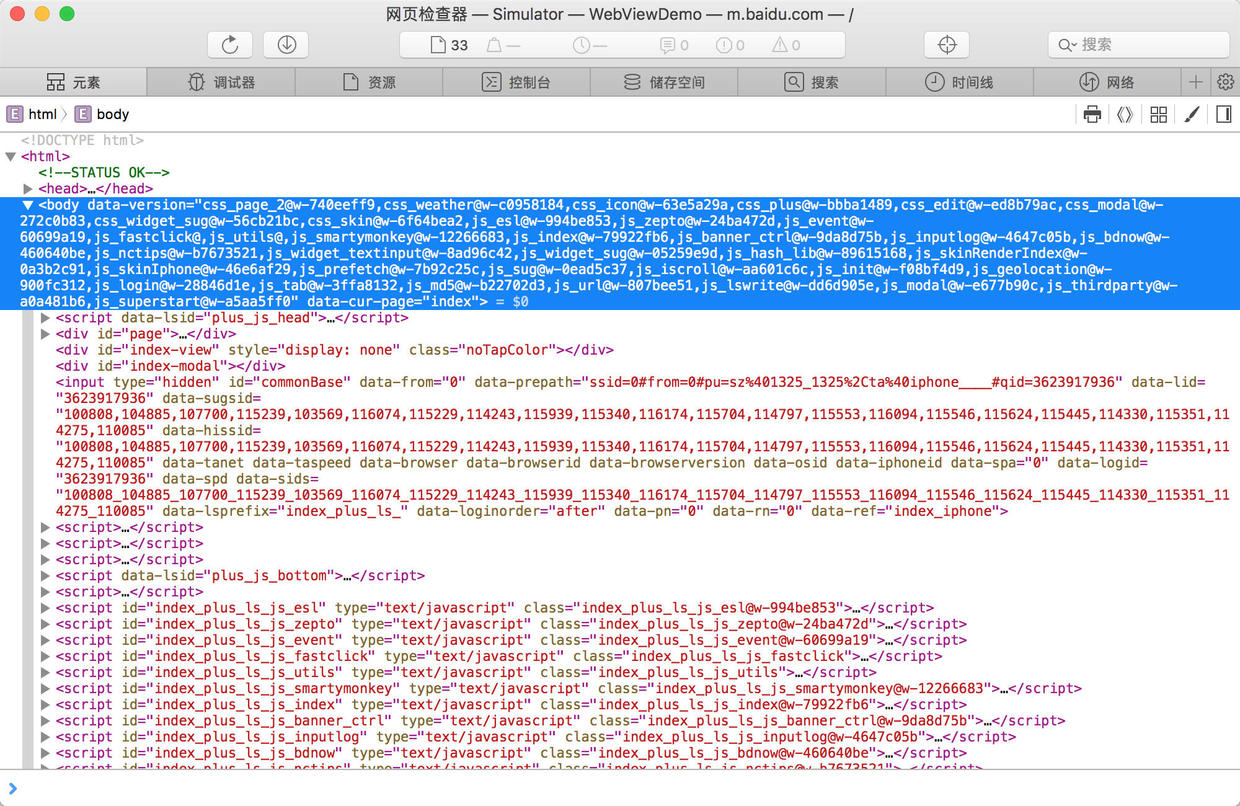 网页检查器 — Simulator — WebViewDemo — m.baidu.com — /
33 — — 0 0 0 搜索
元素 调试器 资源 控制台 储存空间 搜索 时间线 网络
E html E body
<!DOCTYPE html>
<html>
<!--STATUS OK-->
<head>…</head>
<body data-version="css_page_2@w-740eeff9,css_weather@w-c0958184,css_icon@w-63e5a29a,css_plus@w-bbba1489,css_edit@w-ed8b79ac,css_modal@w-
272c0b83,css_widget_sug@w-56cb21bc,css_skin@w-6f64bea2,js_esl@w-994be853,js_zepto@w-24ba472d,js_event@w-
60699a19,js_fastclick@,js_utils@,js_smartymonkey@w-12266683,js_index@w-79922fb6,js_banner_ctrl@w-9da8d75b,js_inputlog@w-4647c05b,js_bdnow@w-
460640be,js_nctips@w-b7673521,js_widget_textinput@w-8ad96c42,js_widget_sug@w-05259e9d,js_hash_lib@w-89615168,js_skinRenderIndex@w-
0a3b2c91,js_skinIphone@w-46e6af29,js_prefetch@w-7b92c25c,js_sug@w-0ead5c37,js_iscroll@w-aa601c6c,js_init@w-f08bf4d9,js_geolocation@w-
900fc312,js_login@w-28846d1e,js_tab@w-3ffa8132,js_md5@w-b22702d3,js_url@w-807bee51,js_lswrite@w-dd6d905e,js_modal@w-e677b90c,js_thirdparty@w-
a0a481b6,js_superstart@w-a5aa5ff0" data-cur-page="index"> = $0
<script data-lsid="plus_js_head">…</script>
<div id="page">…</div>
<div id="index-view" style="display: none" class="noTapColor"></div>
<div id="index-modal"></div>
<input type="hidden" id="commonBase" data-from="0" data-prepath="ssid=0#from=0#pu=sz%401325_1325%2Cta%40iphone____#qid=3623917936" data-lid=
"3623917936" data-sugsid=
"100808,104885,107700,115239,103569,116074,115229,114243,115939,115340,116174,115704,114797,115553,116094,115546,115624,115445,114330,115351,11
4275,110085" data-hissid=
"100808,104885,107700,115239,103569,116074,115229,114243,115939,115340,116174,115704,114797,115553,116094,115546,115624,115445,114330,115351,11
4275,110085" data-tanet data-taspeed data-browser data-browserid data-browserversion data-osid data-iphoneid data-spa="0" data-logid=
"3623917936" data-spd data-sids=
"100808_104885_107700_115239_103569_116074_115229_114243_115939_115340_116174_115704_114797_115553_116094_115546_115624_115445_114330_115351_11
4275_110085" data-lsprefix="index_plus_ls_" data-loginorder="after" data-pn="0" data-rn="0" data-ref="index_iphone">
<script>…</script>
<script>…</script>
<script>…</script>
<script data-lsid="plus_js_bottom">…</script>
<script>…</script>
<script id="index_plus_ls_js_esl" type="text/javascript" class="index_plus_ls_js_esl@w-994be853">…</script>
<script id="index_plus_ls_js_zepto" type="text/javascript" class="index_plus_ls_js_zepto@w-24ba472d">…</script>
<script id="index_plus_ls_js_event" type="text/javascript" class="index_plus_ls_js_event@w-60699a19">…</script>
<script id="index_plus_ls_js_fastclick" type="text/javascript" class="index_plus_ls_js_fastclick">…</script>
<script id="index_plus_ls_js_utils" type="text/javascript" class="index_plus_ls_js_utils">…</script>
<script id="index_plus_ls_js_smartymonkey" type="text/javascript" class="index_plus_ls_js_smartymonkey@w-12266683">…</script>
<script id="index_plus_ls_js_index" type="text/javascript" class="index_plus_ls_js_index@w-79922fb6">…</script>
<script id="index_plus_ls_js_banner_ctrl" type="text/javascript" class="index_plus_ls_js_banner_ctrl@w-9da8d75b">…</script>
<script id="index_plus_ls_js_inputlog" type="text/javascript" class="index_plus_ls_js_inputlog@w-4647c05b">…</script>
<script id="index_plus_ls_js_bdnow" type="text/javascript" class="index_plus_ls_js_bdnow@w-460640be">…</script>
<script id="index_plus_ls_js_nctips" type="text/javascript" class="index_plus_ls_js_nctips@w-b7673521">…</script>